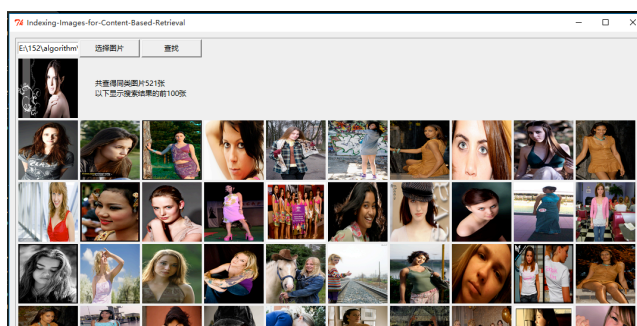 Indexing-Images-for-Content-Based-Retrieval
E:\152\algorithm\
选择图片
查找
共查得同类图片521张
以下显示搜索结果的前100张